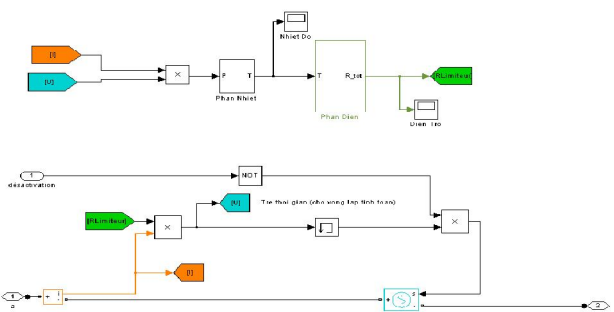 Nhiet Do
[I]
[U]
×
P T
Phan Nhiet
T R_tot
Phan Dien
[RLimiteur]
Dien Tro
1
désactivation
NOT
[U]
Tre thoi gian (cho vong lap tinh toan)
[RLimiteur]
×
×
[I]
1
+ i -
+ s -
2